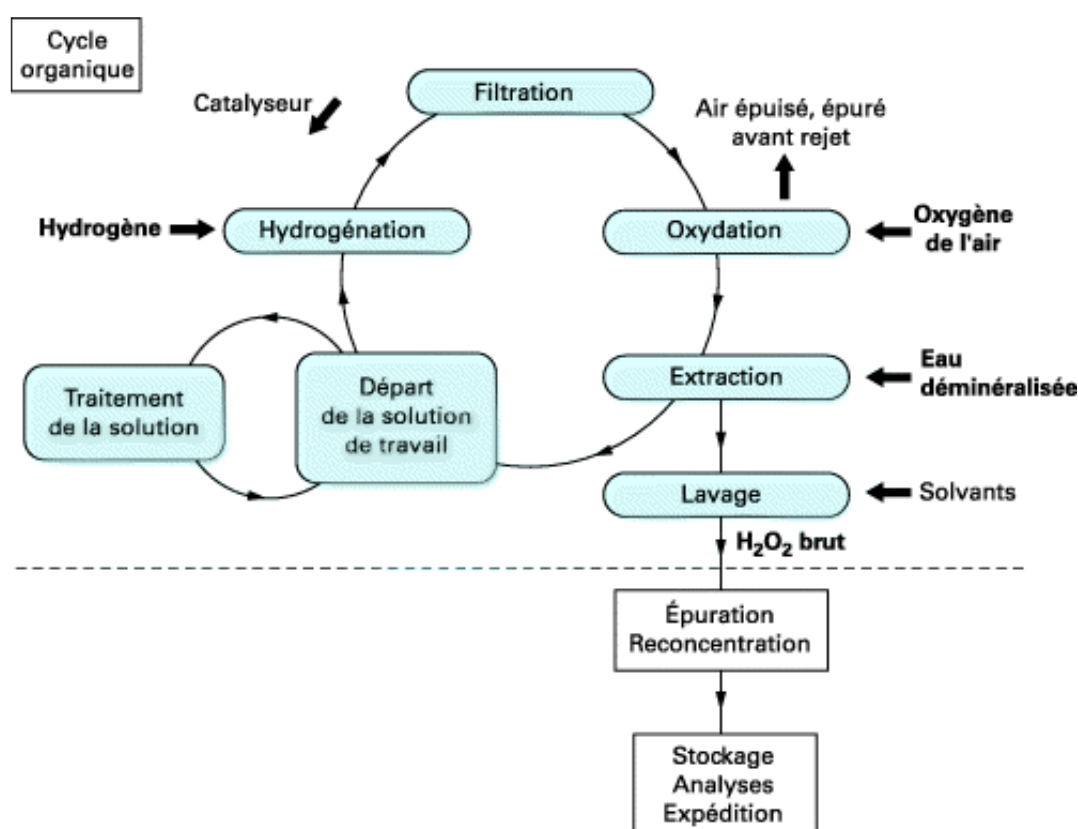 Cycle
organique
Catalyseur
Filtration
Air épuisé, épuré
avant rejet
Hydrogène
Hydrogénation
Oxydation
Oxygène
de l'air
Traitement
de la solution
Départ
de la solution
de travail
Extraction
Eau
déminéralisée
Lavage
Solvants
H₂O₂ brut
Épuration
Reconcentration
Stockage
Analyses
Expédition